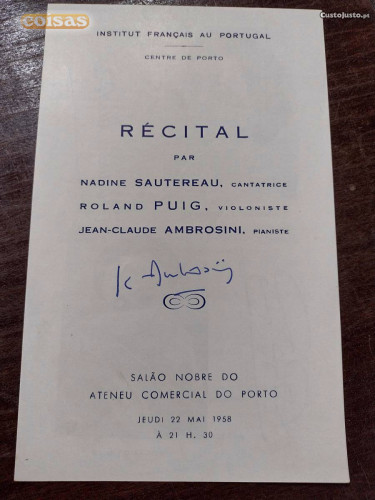 coisas
CustoJusto.pt
INSTITUT FRANÇAIS AU PORTUGAL
CENTRE DE PORTO
RÉCITAL
PAR
NADINE SAUTEREAU, CANTATRICE
ROLAND PUIG, VIOLONISTE
JEAN-CLAUDE AMBROSINI, PIANISTE
SALÃO NOBRE DO
ATENEU COMERCIAL DO PORTO
JEUDI 22 MAI 1958
À 21 H. 30